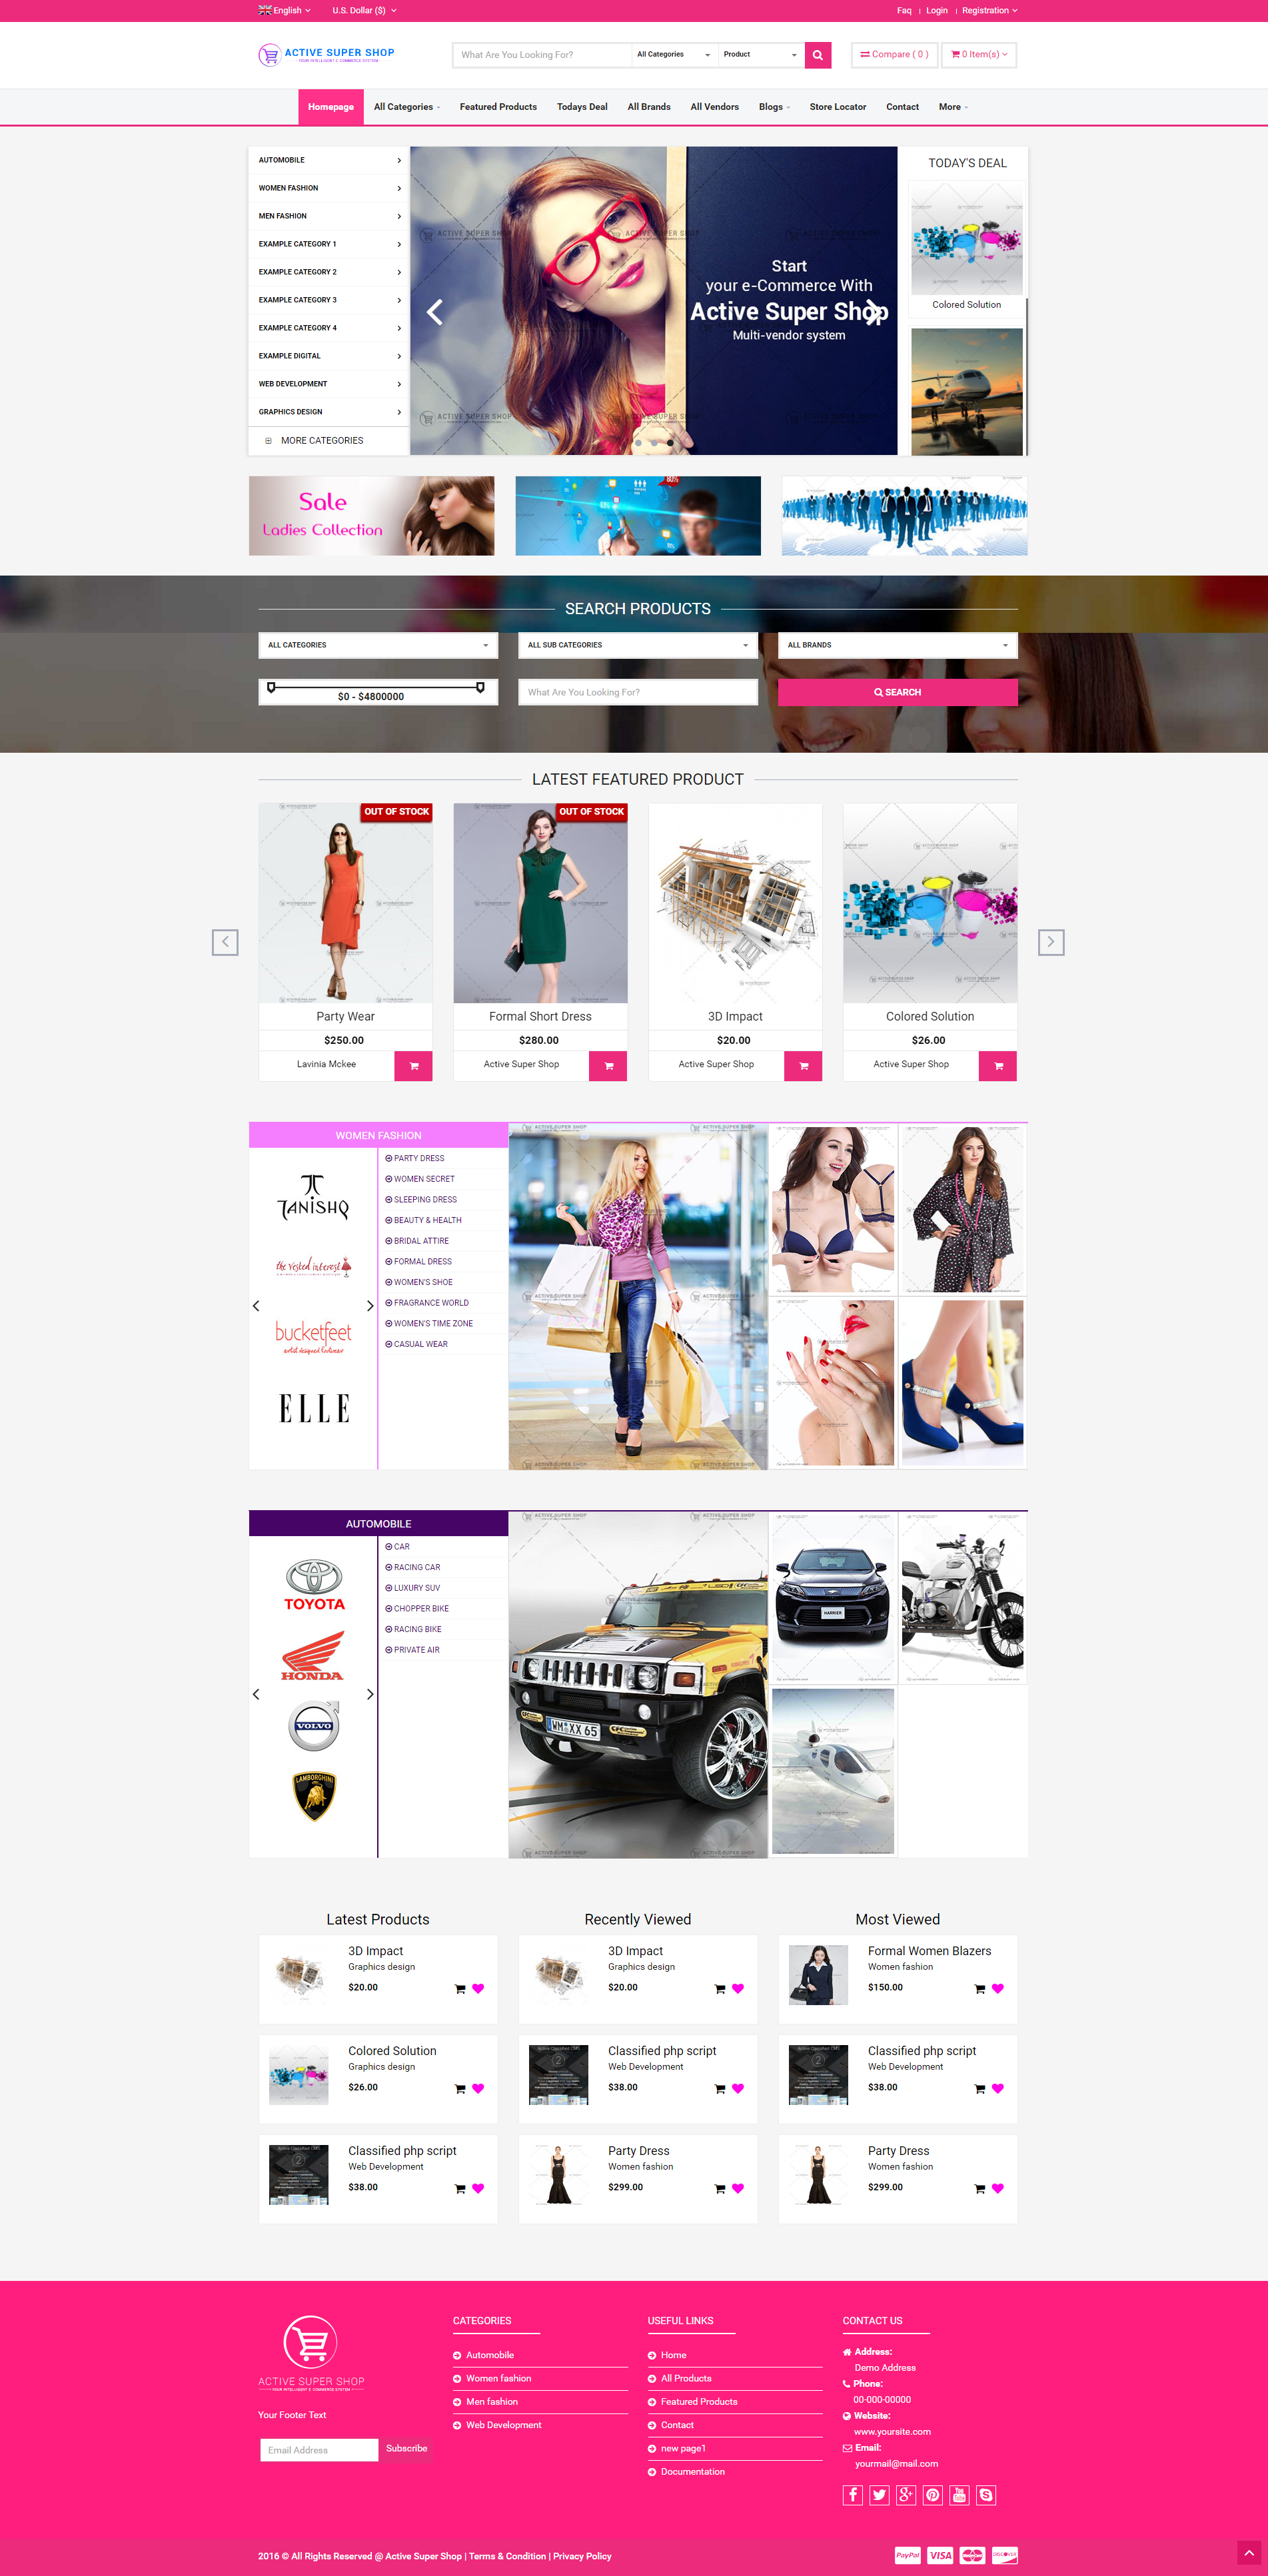 English U.S. Dollar ($) Faq Login Registration
ACTIVE SUPER SHOP
YOUR INTELLIGENT E-COMMERCE SYSTEM
What Are You Looking For? All Categories Product Compare ( 0 ) 0 Item(s)
Homepage All Categories Featured Products Todays Deal All Brands All Vendors Blogs Store Locator Contact More
AUTOMOBILE
WOMEN FASHION
MEN FASHION
EXAMPLE CATEGORY 1
EXAMPLE CATEGORY 2
EXAMPLE CATEGORY 3
EXAMPLE CATEGORY 4
EXAMPLE DIGITAL
WEB DEVELOPMENT
GRAPHICS DESIGN
MORE CATEGORIES
Start
your e-Commerce With
Active Super Shop
Multi-vendor system
TODAY'S DEAL
Colored Solution
Sale
Ladies Collection
80%
SEARCH PRODUCTS
ALL CATEGORIES ALL SUB CATEGORIES ALL BRANDS
$0 - $4800000 What Are You Looking For? SEARCH
LATEST FEATURED PRODUCT
OUT OF STOCK OUT OF STOCK
Party Wear Formal Short Dress 3D Impact Colored Solution
$250.00 $280.00 $20.00 $26.00
Lavinia Mckee Active Super Shop Active Super Shop Active Super Shop
WOMEN FASHION
TANISHQ
the vested interest
bucketfeet
artist designed footwear
ELLE
PARTY DRESS
WOMEN SECRET
SLEEPING DRESS
BEAUTY & HEALTH
BRIDAL ATTIRE
FORMAL DRESS
WOMEN'S SHOE
FRAGRANCE WORLD
WOMEN'S TIME ZONE
CASUAL WEAR
AUTOMOBILE
TOYOTA
HONDA
VOLVO
LAMBORGHINI
CAR
RACING CAR
LUXURY SUV
CHOPPER BIKE
RACING BIKE
PRIVATE AIR
WM XX 65
HARRIER
Latest Products
3D Impact
Graphics design
$20.00
Colored Solution
Graphics design
$26.00
Classified php script
Web Development
$38.00
Recently Viewed
3D Impact
Graphics design
$20.00
Classified php script
Web Development
$38.00
Party Dress
Women fashion
$299.00
Most Viewed
Formal Women Blazers
Women fashion
$150.00
Classified php script
Web Development
$38.00
Party Dress
Women fashion
$299.00
ACTIVE SUPER SHOP
YOUR INTELLIGENT E-COMMERCE SYSTEM
Your Footer Text
Email Address Subscribe
CATEGORIES
Automobile
Women fashion
Men fashion
Web Development
USEFUL LINKS
Home
All Products
Featured Products
Contact
new page1
Documentation
CONTACT US
Address:
Demo Address
Phone:
00-000-00000
Website:
www.yoursite.com
Email:
yourmail@mail.com
2016 © All Rights Reserved @ Active Super Shop | Terms & Condition | Privacy Policy
PayPal VISA MasterCard DISCOVER